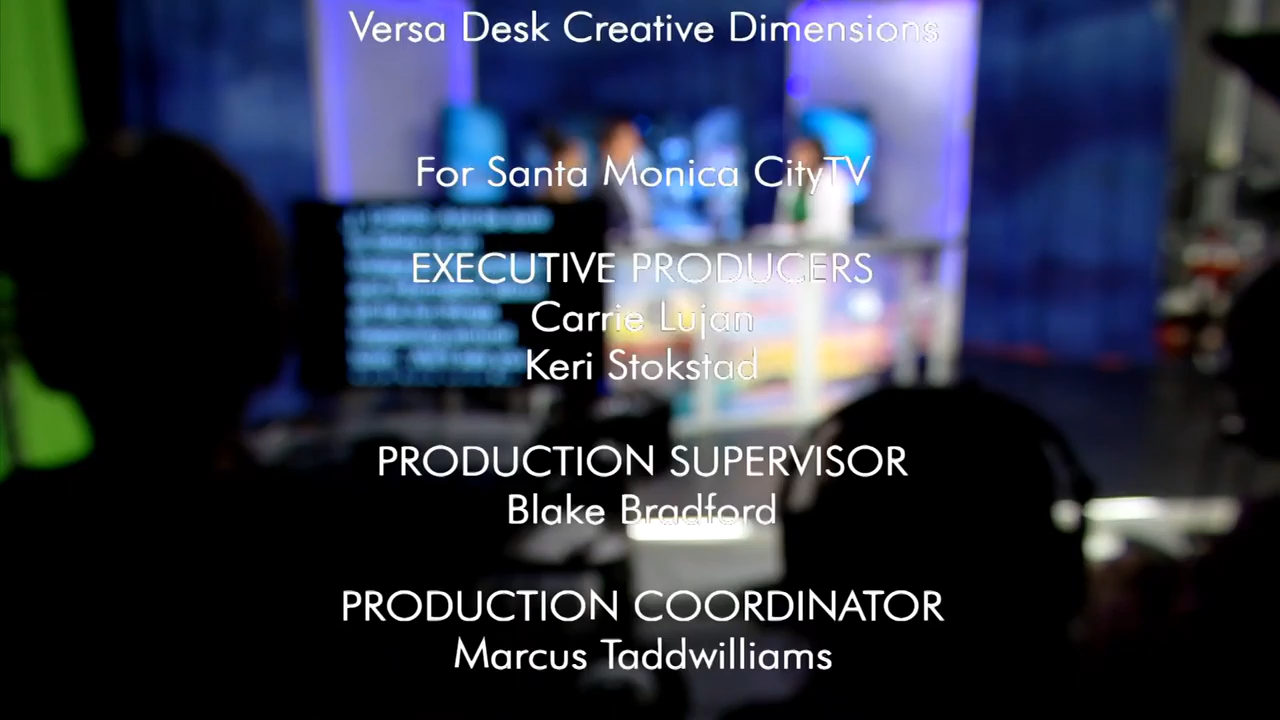 Versa Desk Creative Dimensions
For Santa Monica CityTV
EXECUTIVE PRODUCERS
Carrie Lujan
Keri Stokstad
PRODUCTION SUPERVISOR
Blake Bradford
PRODUCTION COORDINATOR
Marcus Taddwilliams